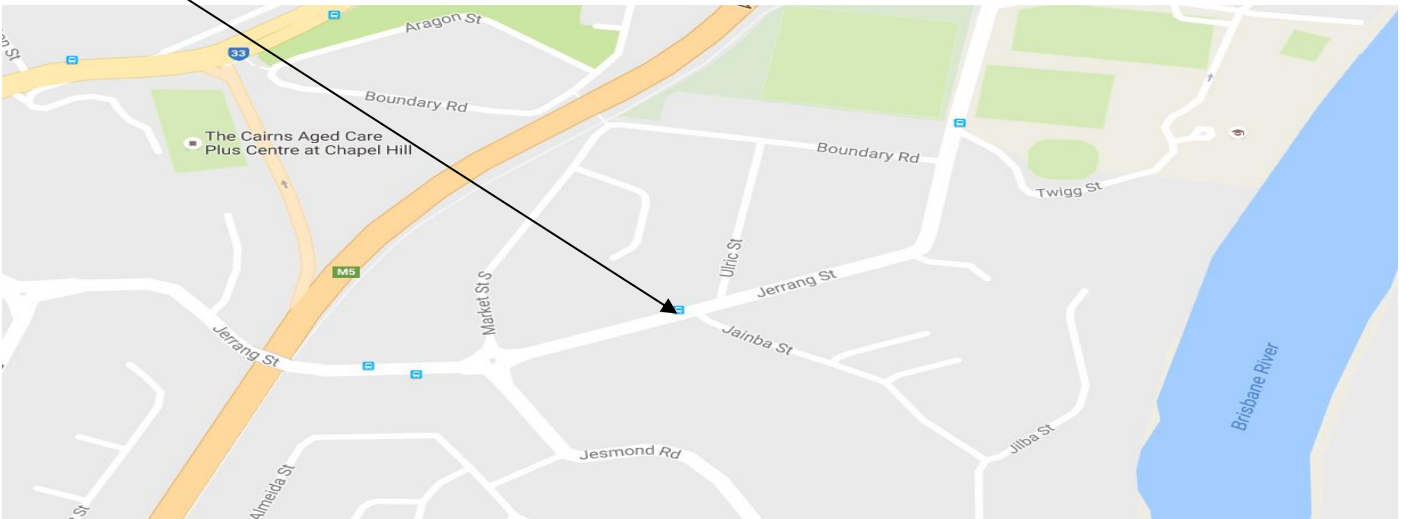 Aragon St
33
Boundary Rd
The Cairns Aged Care
Plus Centre at Chapel Hill
Boundary Rd
Twigg St
Ulric St
M5
Jerrang St
Market St S
Jerrang St
Jainba St
Brisbane River
Jilba St
Jesmond Rd
Almeida St
St